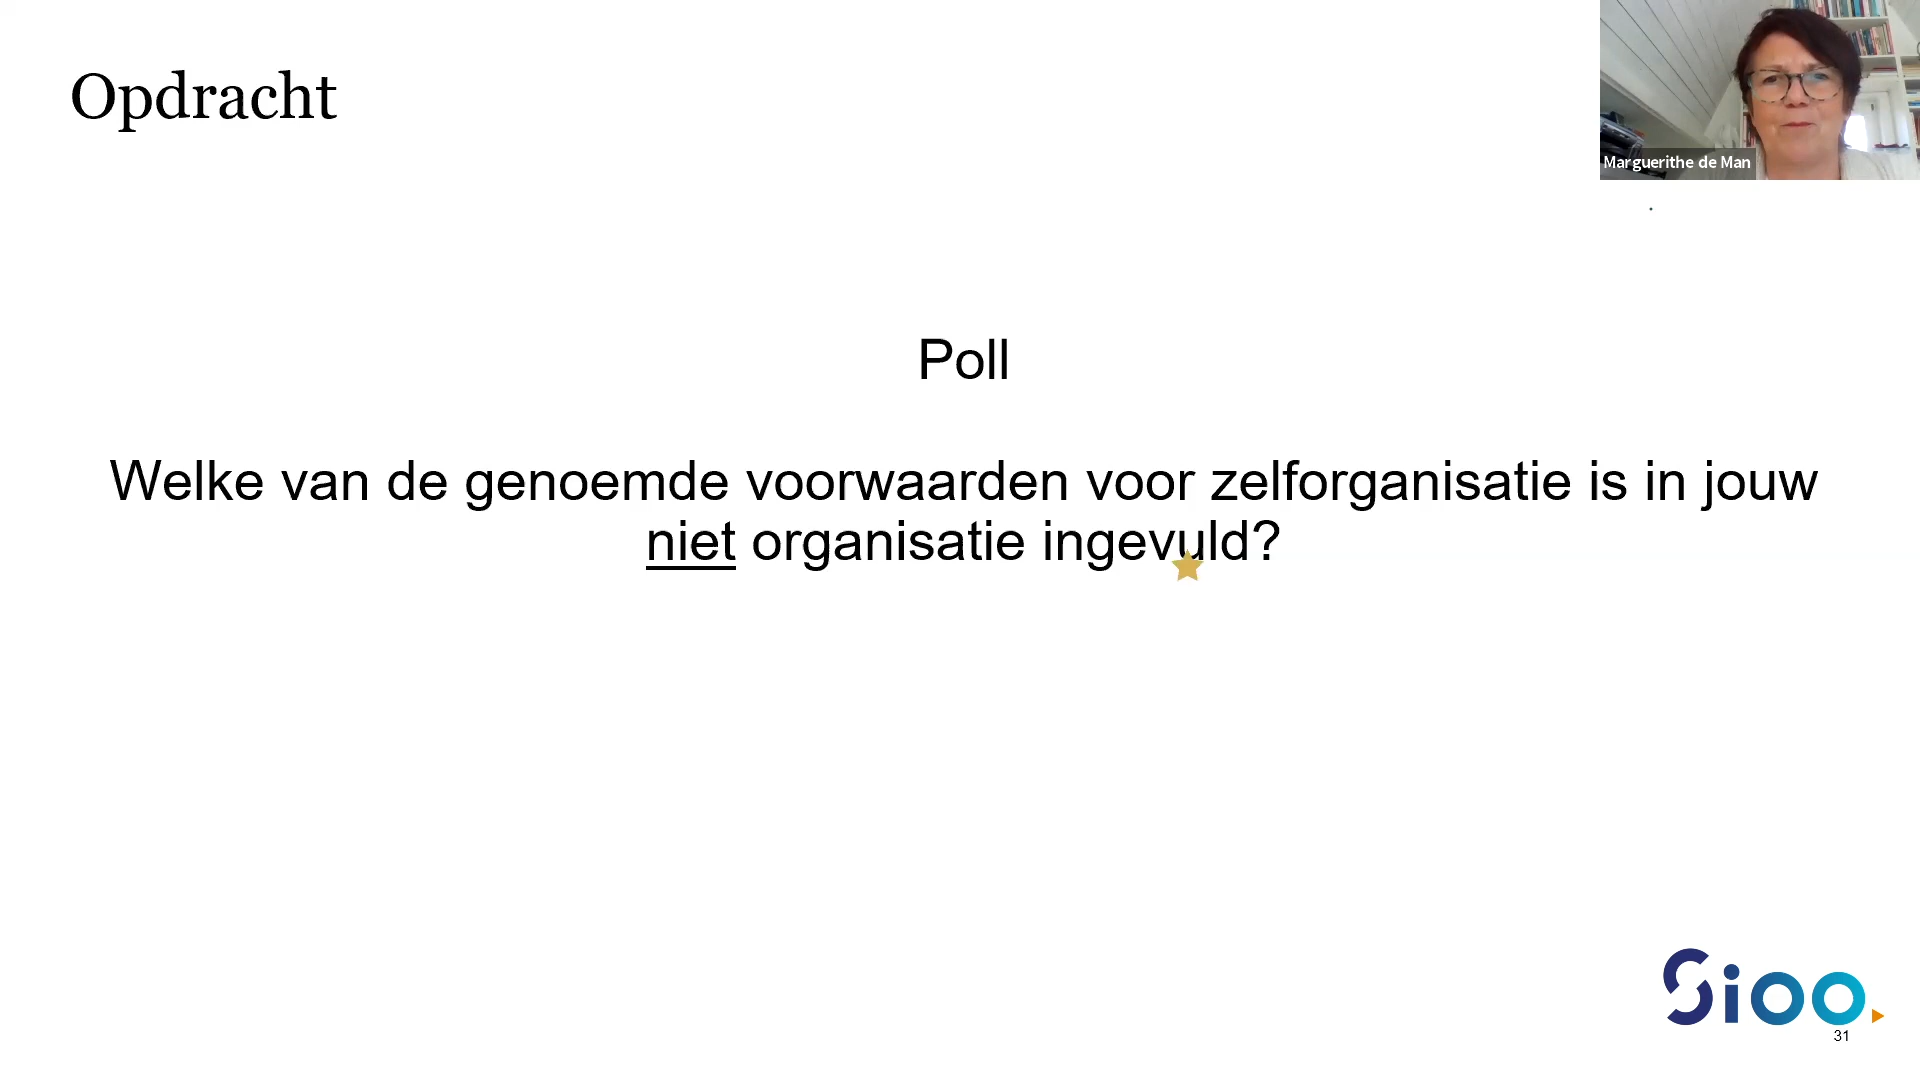 Opdracht
Marguerithe de Man
Poll
Welke van de genoemde voorwaarden voor zelforganisatie is in jouw
niet organisatie ingevuld?
Sioo
31